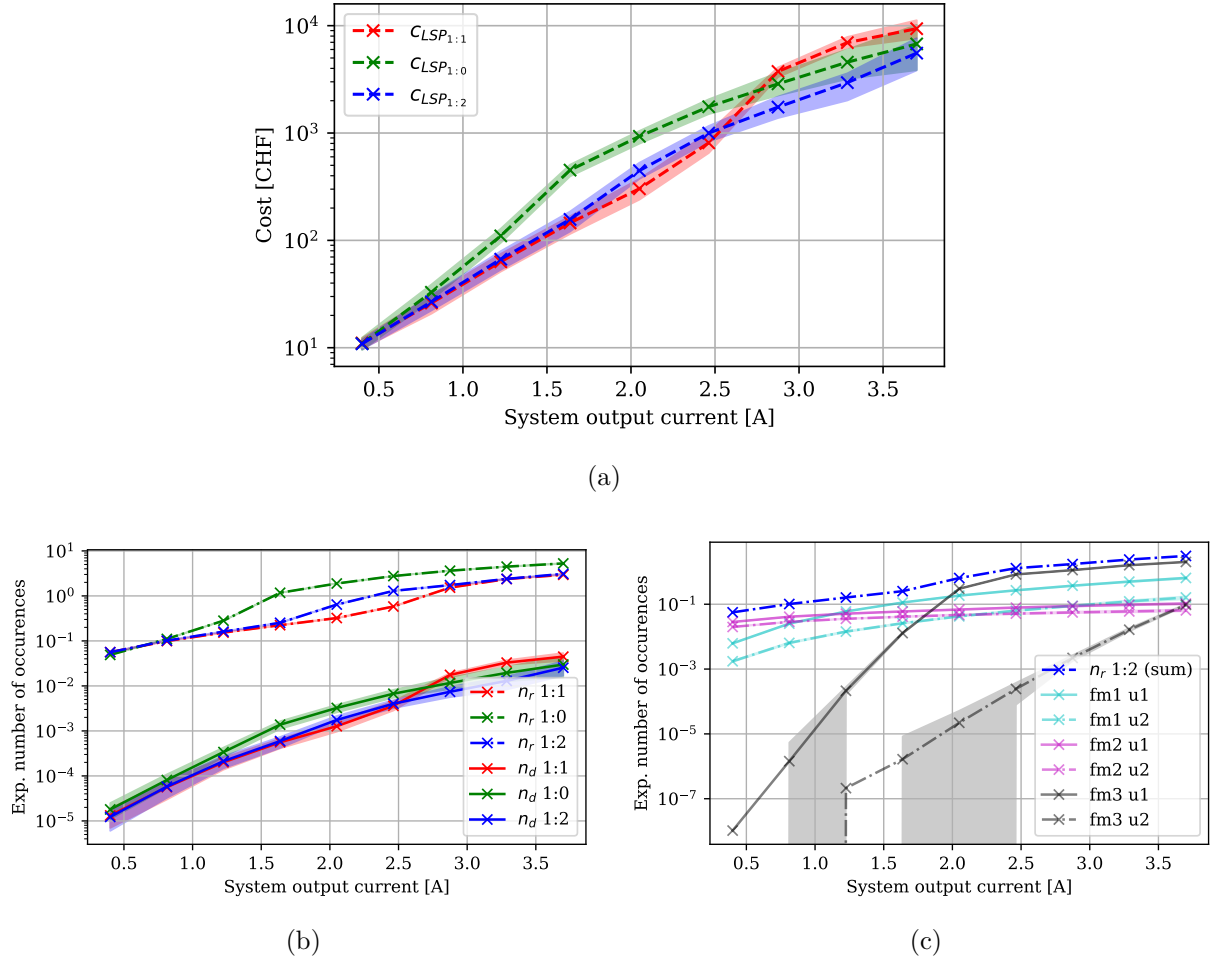 10^4
10^3
10^2
10^1
Cost [CHF]
c_{LSP_{1:1}}
c_{LSP_{1:0}}
c_{LSP_{1:2}}
0.5 1.0 1.5 2.0 2.5 3.0 3.5
System output current [A]
(a)
10^1
10^0
10^{-1}
10^{-2}
10^{-3}
10^{-4}
10^{-5}
Exp. number of occurences
n_r 1:1
n_r 1:0
n_r 1:2
n_d 1:1
n_d 1:0
n_d 1:2
0.5 1.0 1.5 2.0 2.5 3.0 3.5
System output current [A]
(b)
10^{-1}
10^{-3}
10^{-5}
10^{-7}
Exp. number of occurences
n_r 1:2 (sum)
fm1 u1
fm1 u2
fm2 u1
fm2 u2
fm3 u1
fm3 u2
0.5 1.0 1.5 2.0 2.5 3.0 3.5
System output current [A]
(c)